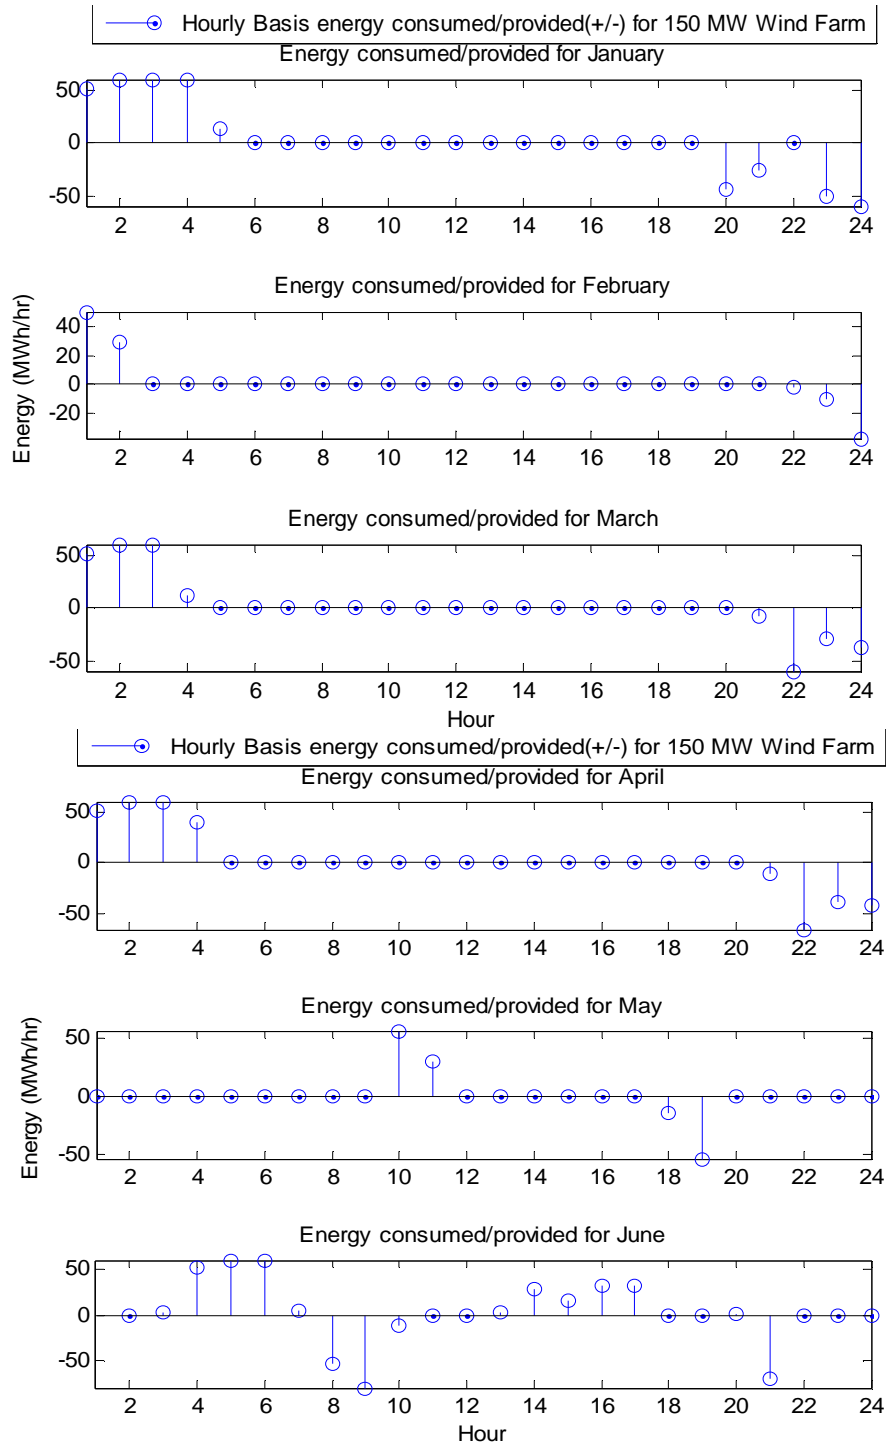 Hourly Basis energy consumed/provided(+/-) for 150 MW Wind Farm
Energy consumed/provided for January
50
0
-50
2 4 6 8 10 12 14 16 18 20 22 24
Energy consumed/provided for February
40
20
0
-20
2 4 6 8 10 12 14 16 18 20 22 24
Energy (MWh/hr)
Energy consumed/provided for March
50
0
-50
2 4 6 8 10 12 14 16 18 20 22 24
Hour
Hourly Basis energy consumed/provided(+/-) for 150 MW Wind Farm
Energy consumed/provided for April
50
0
-50
2 4 6 8 10 12 14 16 18 20 22 24
Energy consumed/provided for May
50
0
-50
2 4 6 8 10 12 14 16 18 20 22 24
Energy (MWh/hr)
Energy consumed/provided for June
50
0
-50
2 4 6 8 10 12 14 16 18 20 22 24
Hour